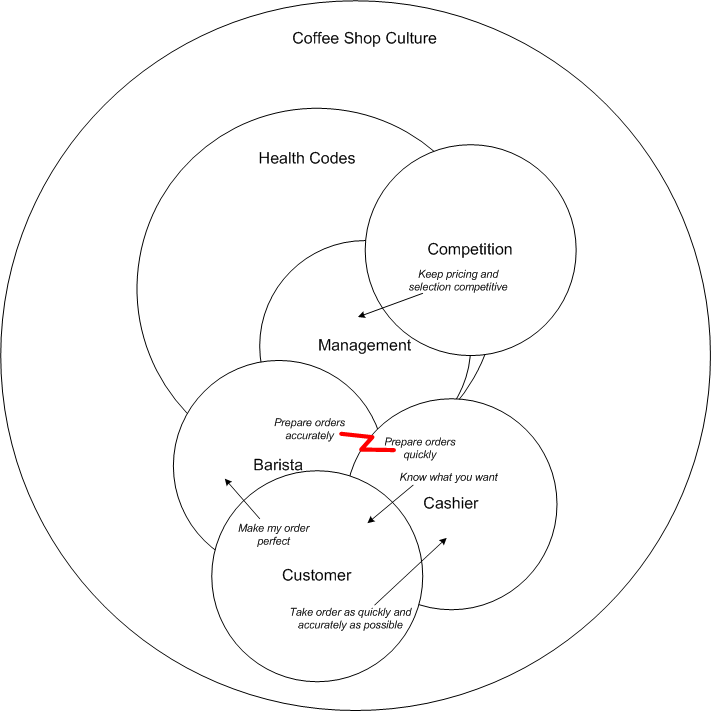 Coffee Shop Culture
Health Codes
Competition
Keep pricing and
selection competitive
Management
Prepare orders
accurately
Prepare orders
quickly
Barista
Know what you want
Cashier
Make my order
perfect
Customer
Take order as quickly and
accurately as possible